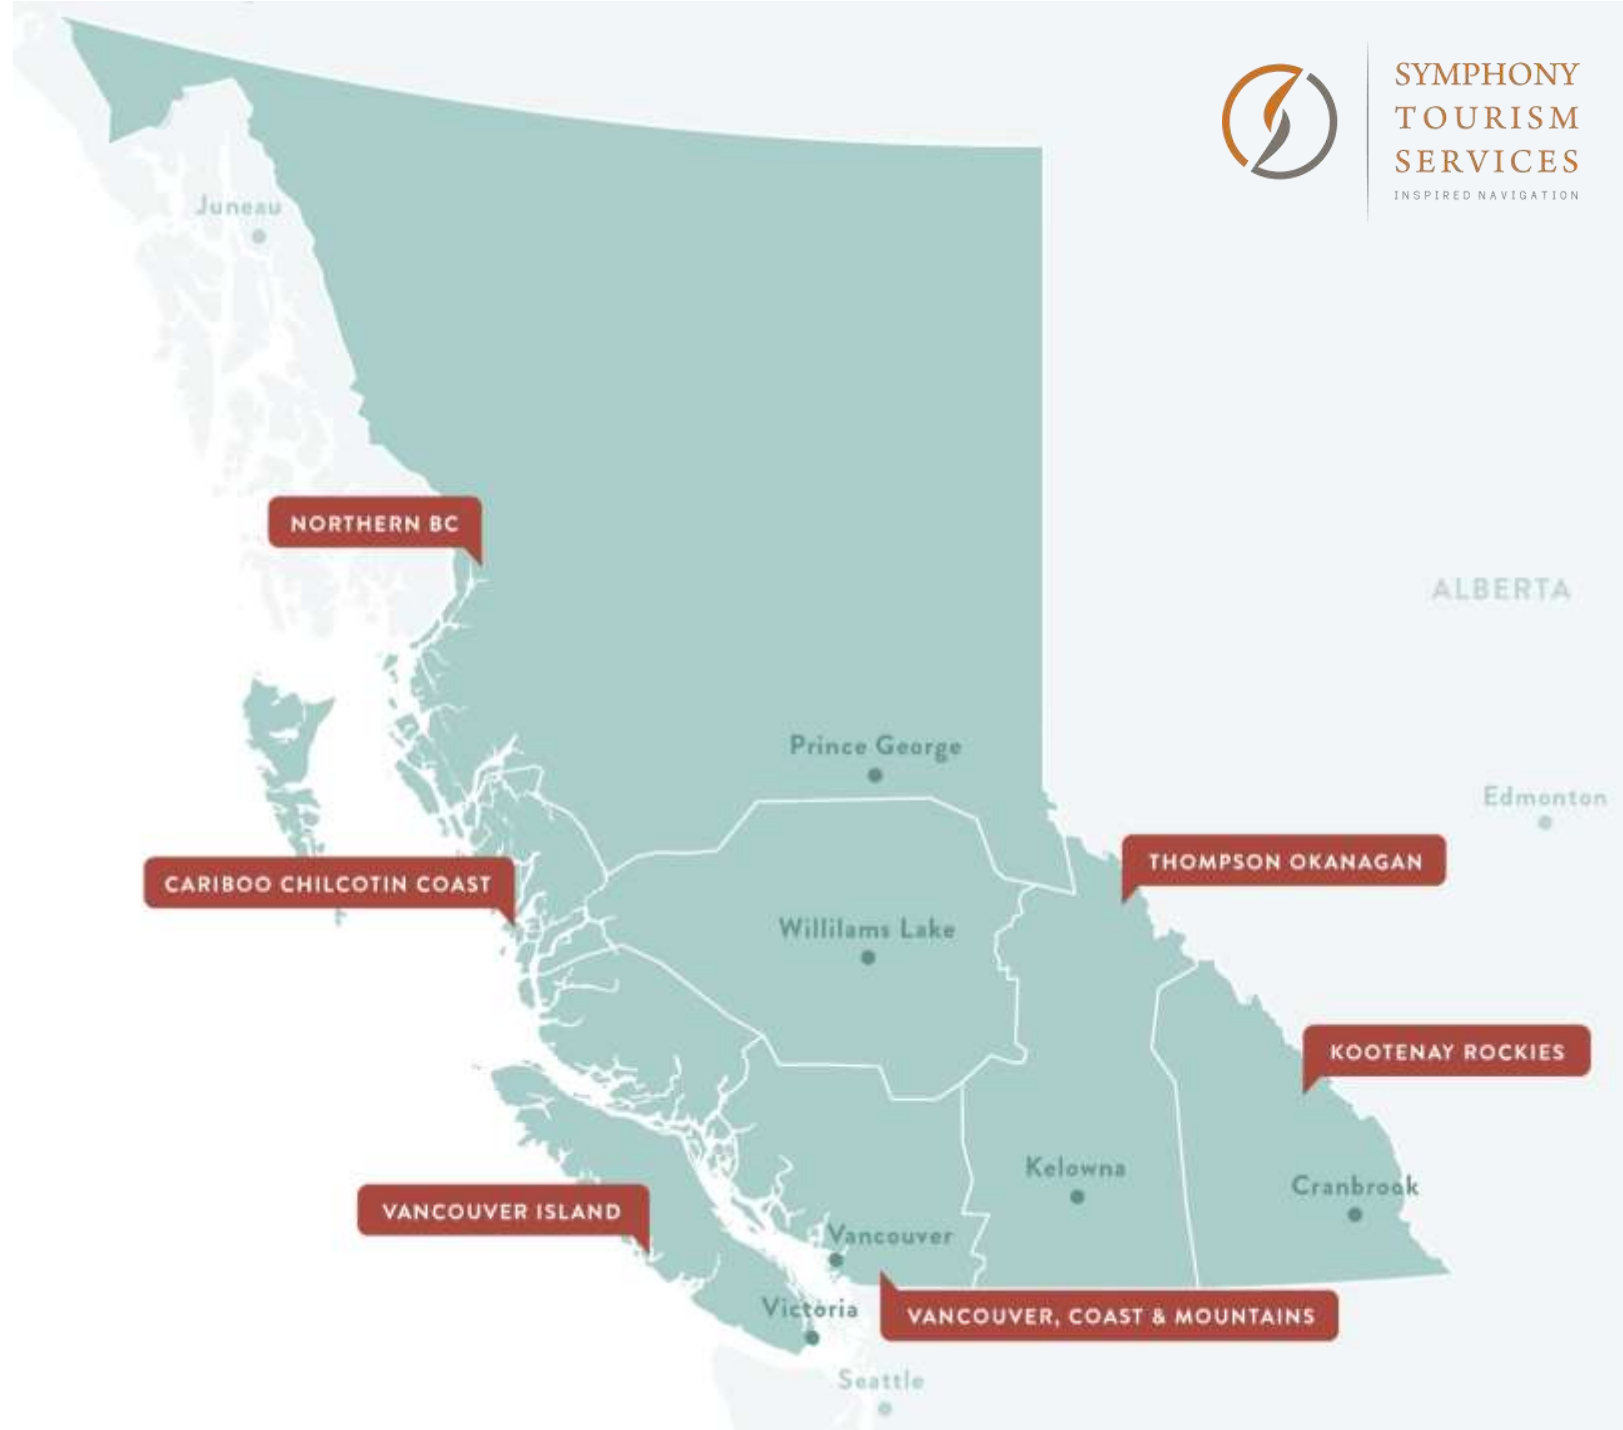 SYMPHONY
TOURISM
SERVICES
INSPIRED NAVIGATION
Juneau
NORTHERN BC
ALBERTA
Prince George
Edmonton
THOMPSON OKANAGAN
CARIBOO CHILCOTIN COAST
Willilams Lake
KOOTENAY ROCKIES
Kelowna
Cranbrook
VANCOUVER ISLAND
Vancouver
Victoria
VANCOUVER, COAST & MOUNTAINS
Seattle